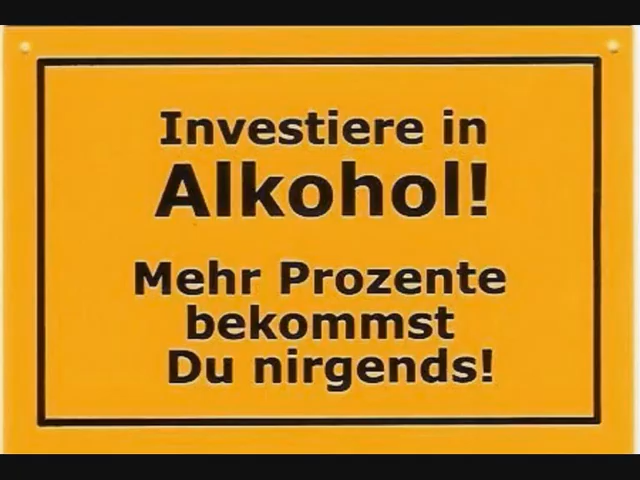 Investiere in
Alkohol!
Mehr Prozente
bekommst
Du nirgends!